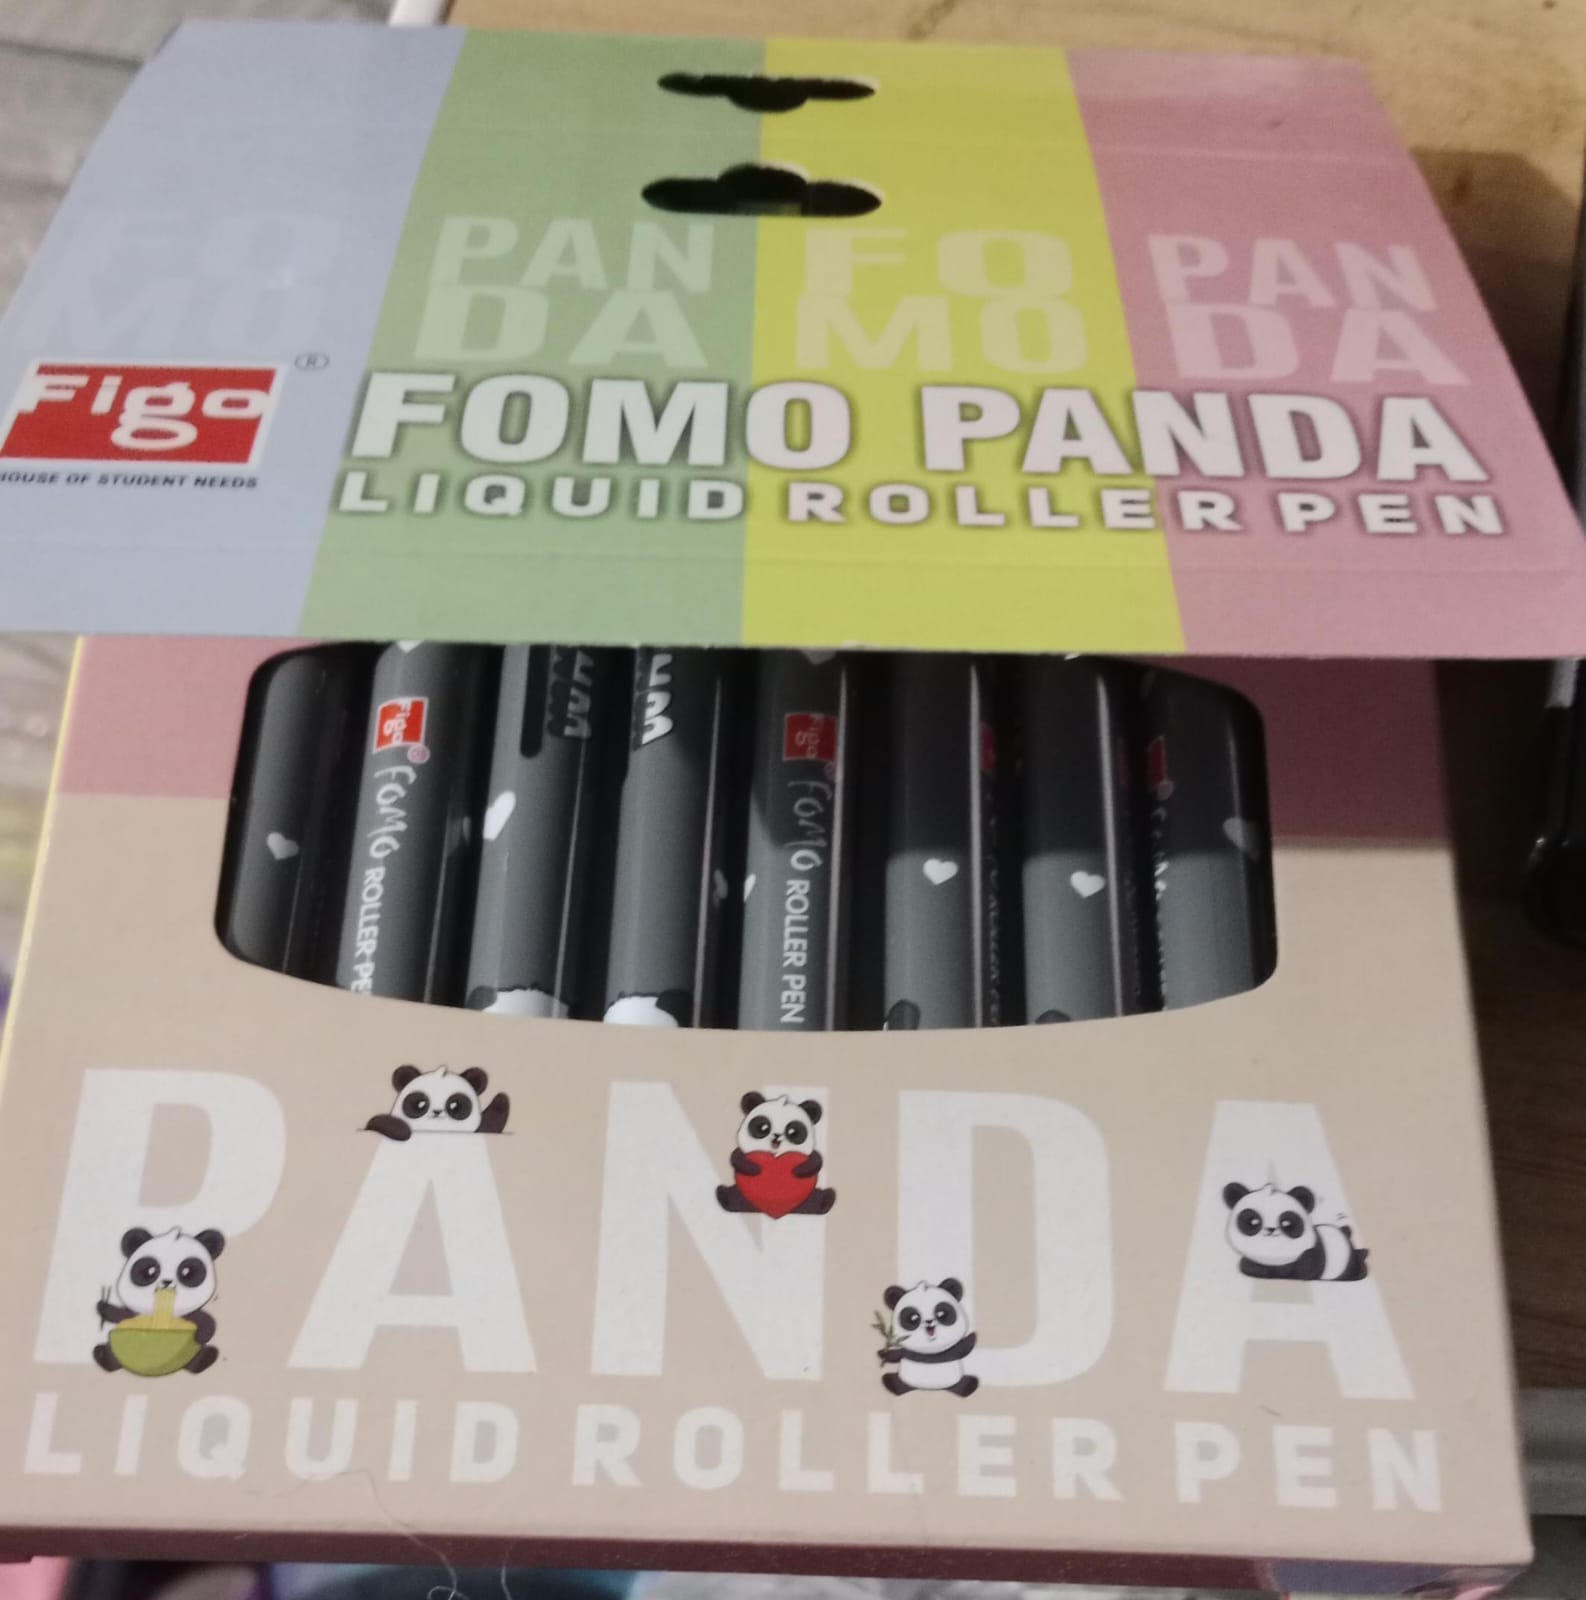 FO
MO
PAN
DA
FO
MO
PAN
DA
Figo®
HOUSE OF STUDENT NEEDS
FOMO PANDA
LIQUID ROLLER PEN
Figo®
FOMO ROLLER PE
Figo
FOMO ROLLER PEN
PANDA
LIQUID ROLLER PEN